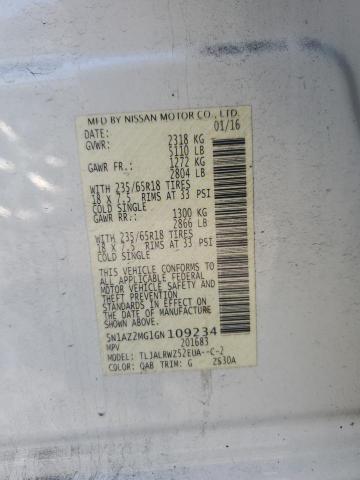 MFD BY NISSAN MOTOR CO., LTD.
DATE: 01/16
GVWR: 2318 KG
5110 LB
GAWR FR.: 1272 KG
2804 LB
WITH 235/65R18 TIRES
18 X 7.5 RIMS AT 33 PSI
COLD SINGLE
GAWR RR.: 1300 KG
2866 LB
WITH 235/65R18 TIRES
18 X 7.5 RIMS AT 33 PSI
COLD SINGLE
THIS VEHICLE CONFORMS TO
ALL APPLICABLE FEDERAL
MOTOR VEHICLE SAFETY AND
THEFT PREVENTION
STANDARDS IN EFFECT ON
THE DATE OF MANUFACTURE
SHOWN ABOVE.
5N1AZ2MG1GN109234
MPV 201683
MODEL: TLJALRWZ52EUA--C-2
COLOR: QAB TRIM: G 2630A